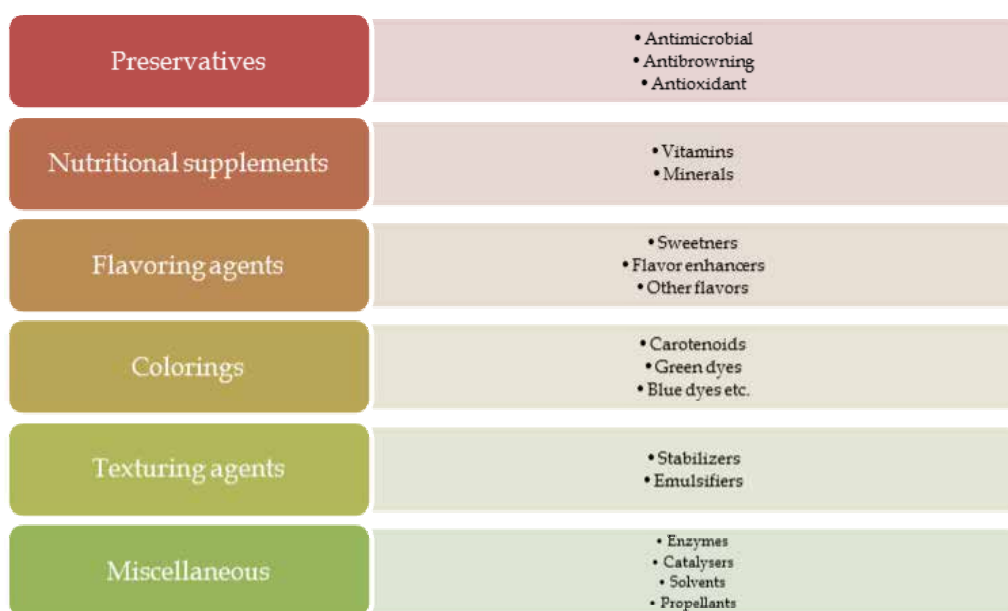 Preservatives
• Antimicrobial
• Antibrowning
• Antioxidant
Nutritional supplements
• Vitamins
• Minerals
Flavoring agents
• Sweetners
• Flavor enhancers
• Other flavors
Colorings
• Carotenoids
• Green dyes
• Blue dyes etc.
Texturing agents
• Stabilizers
• Emulsifiers
Miscellaneous
• Enzymes
• Catalysers
• Solvents
• Propellants